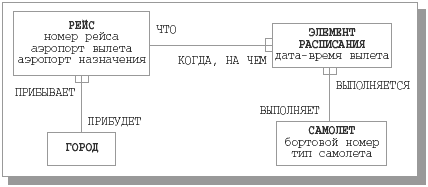 РЕЙС
номер рейса
аэропорт вылета
аэропорт назначения
ЧТО
КОГДА, НА ЧЕМ
ЭЛЕМЕНТ
РАСПИСАНИЯ
дата-время вылета
ПРИБЫВАЕТ
ПРИБУДЕТ
ГОРОД
ВЫПОЛНЯЕТСЯ
ВЫПОЛНЯЕТ
САМОЛЕТ
бортовой номер
тип самолета